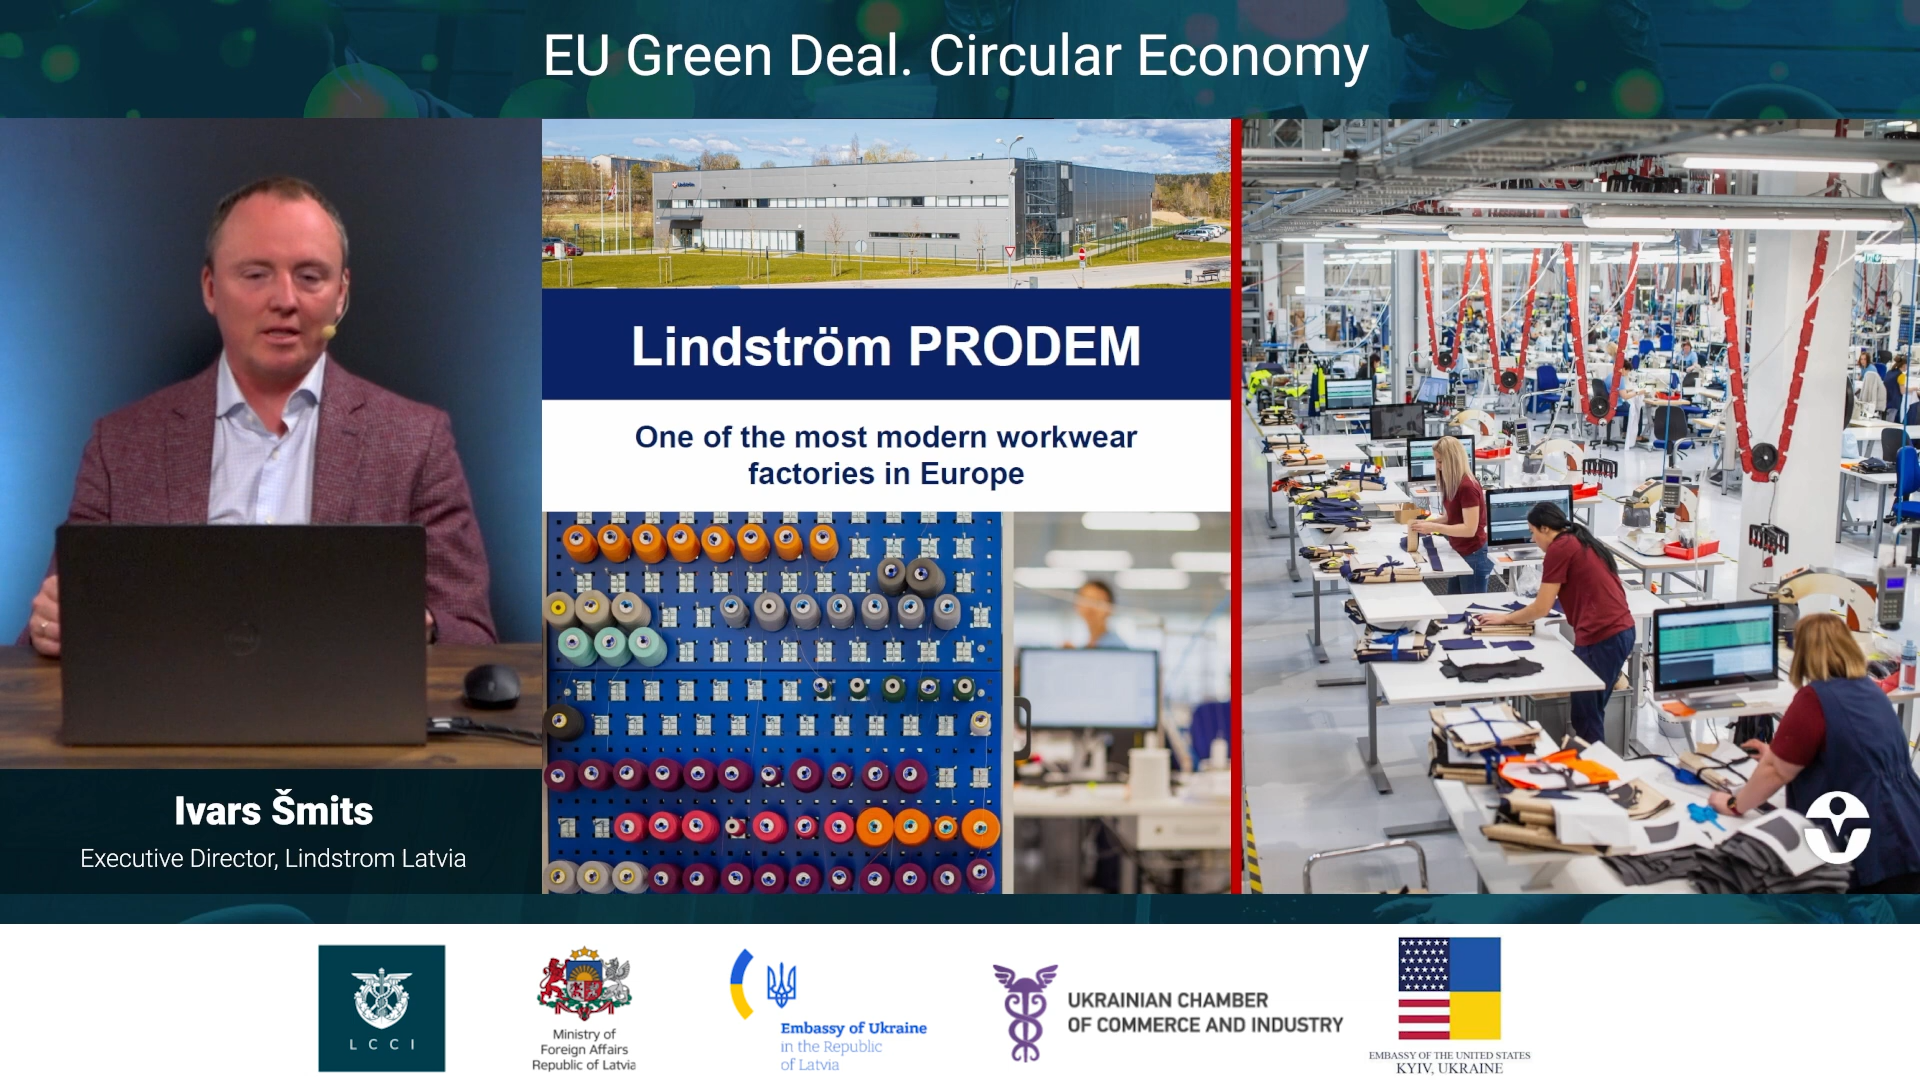 EU Green Deal. Circular Economy
Lindström
Lindström PRODEM
One of the most modern workwear
factories in Europe
Ivars Šmits
Executive Director, Lindstrom Latvia
LCCI
Ministry of
Foreign Affairs
Republic of Latvia
Embassy of Ukraine
in the Republic
of Latvia
UKRAINIAN CHAMBER
OF COMMERCE AND INDUSTRY
EMBASSY OF THE UNITED STATES
KYIV, UKRAINE